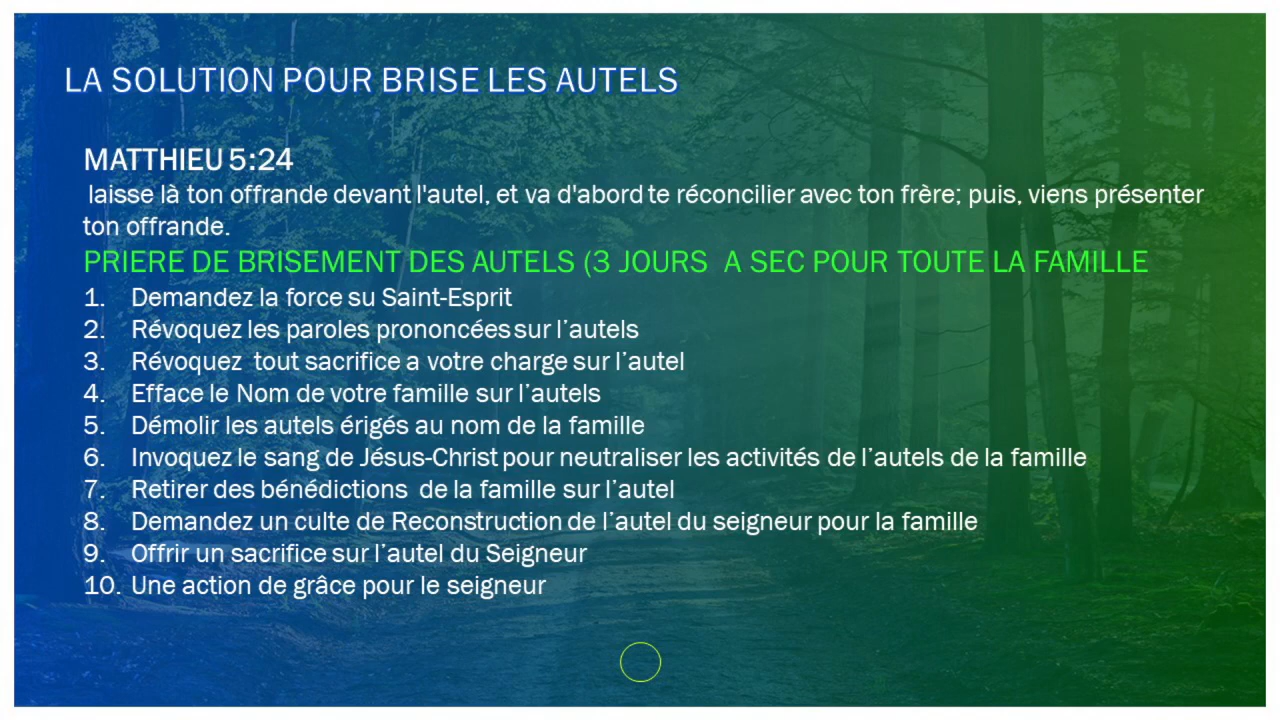 LA SOLUTION POUR BRISE LES AUTELS
MATTHIEU 5:24
laisse là ton offrande devant l'autel, et va d'abord te réconcilier avec ton frère; puis, viens présenter
ton offrande.
PRIERE DE BRISEMENT DES AUTELS (3 JOURS A SEC POUR TOUTE LA FAMILLE
1. Demandez la force su Saint-Esprit
2. Révoquez les paroles prononcées sur l’autels
3. Révoquez tout sacrifice a votre charge sur l’autel
4. Efface le Nom de votre famille sur l’autels
5. Démolir les autels érigés au nom de la famille
6. Invoquez le sang de Jésus-Christ pour neutraliser les activités de l’autels de la famille
7. Retirer des bénédictions de la famille sur l’autel
8. Demandez un culte de Reconstruction de l’autel du seigneur pour la famille
9. Offrir un sacrifice sur l’autel du Seigneur
10. Une action de grâce pour le seigneur